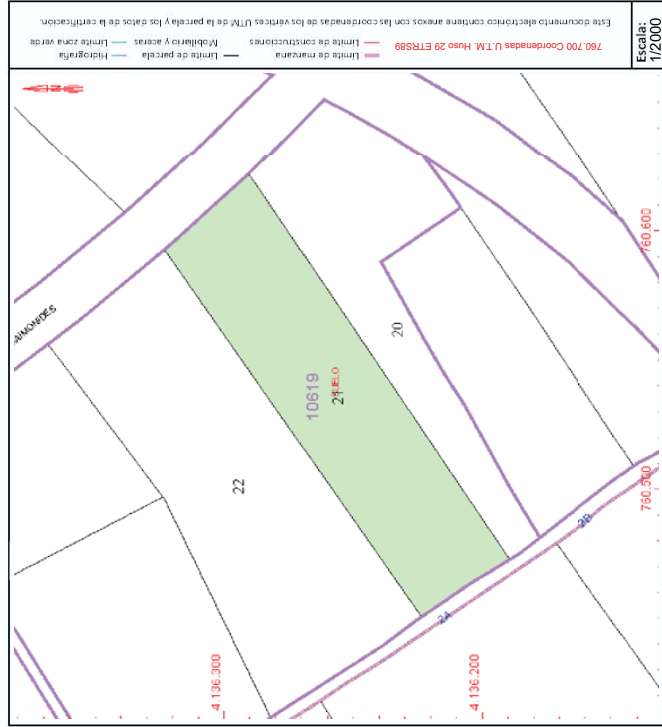 Este documento electrónico contiene anexos con las coordenadas de los vértices UTM de la parcela y los datos de la certificación.
760.700 Coordenadas U.T.M. Huso 29 ETRS89
Límite de manzana
Límite de construcciones
Límite de parcela
Mobiliario y aceras
Hidrografía
Límite zona verde
Escala:
1/2000
N
AIMONIDES
760.600
20
10619
SUELO
21
22
760.500
2B
2A
4.136.300
4.136.200